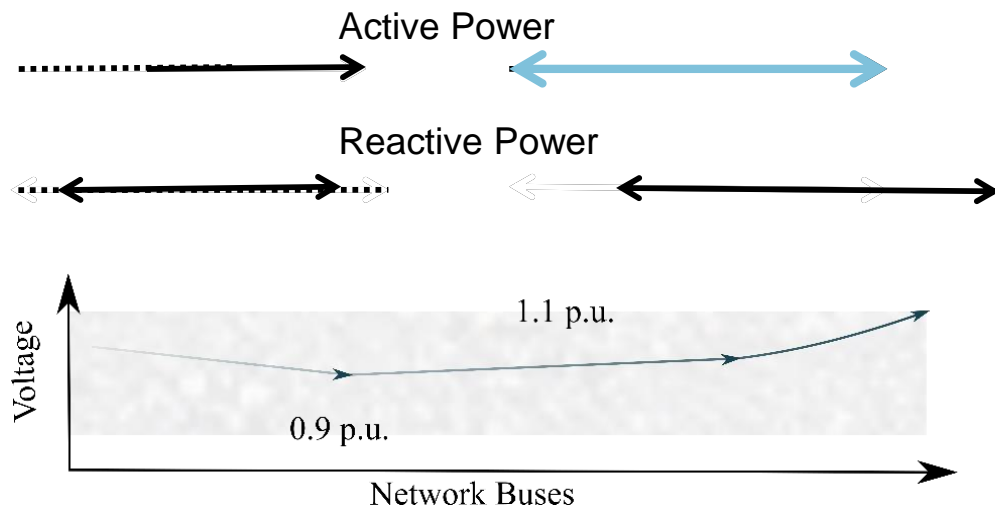 Active Power
Reactive Power
1.1 p.u.
Voltage
0.9 p.u.
Network Buses